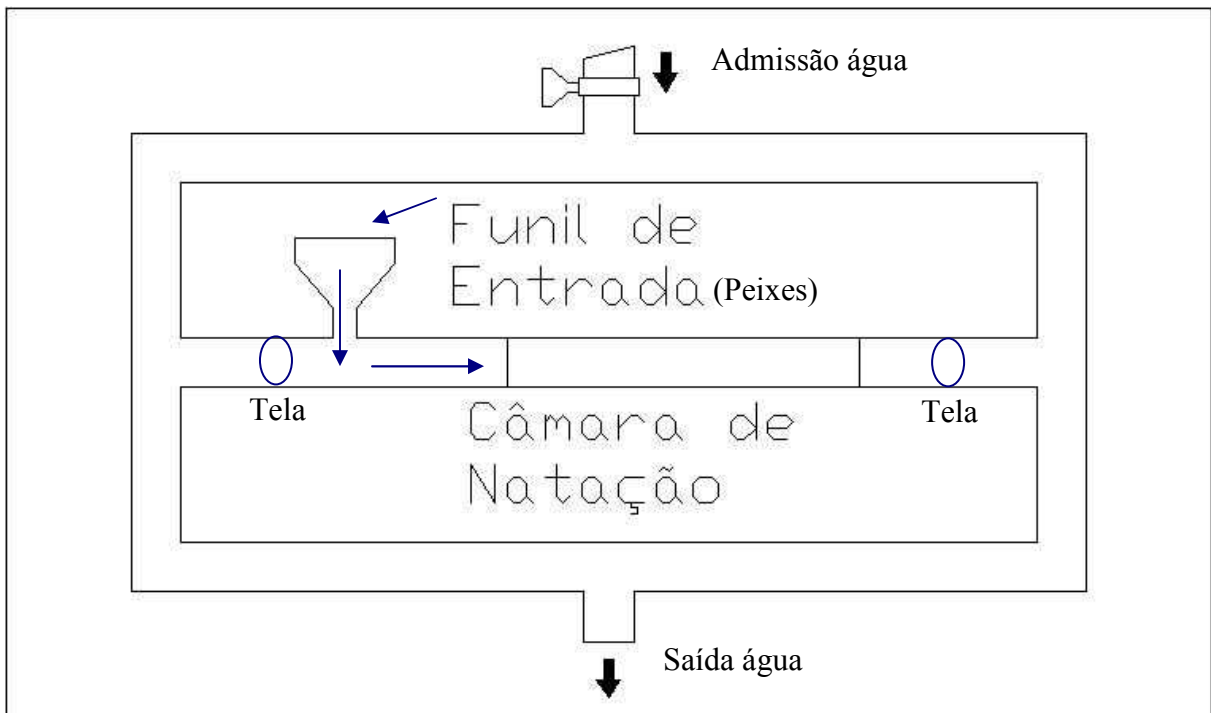 Admissão água
Funil de
Entrada (Peixes)
Tela
Tela
Câmara de
Natação
Saída água